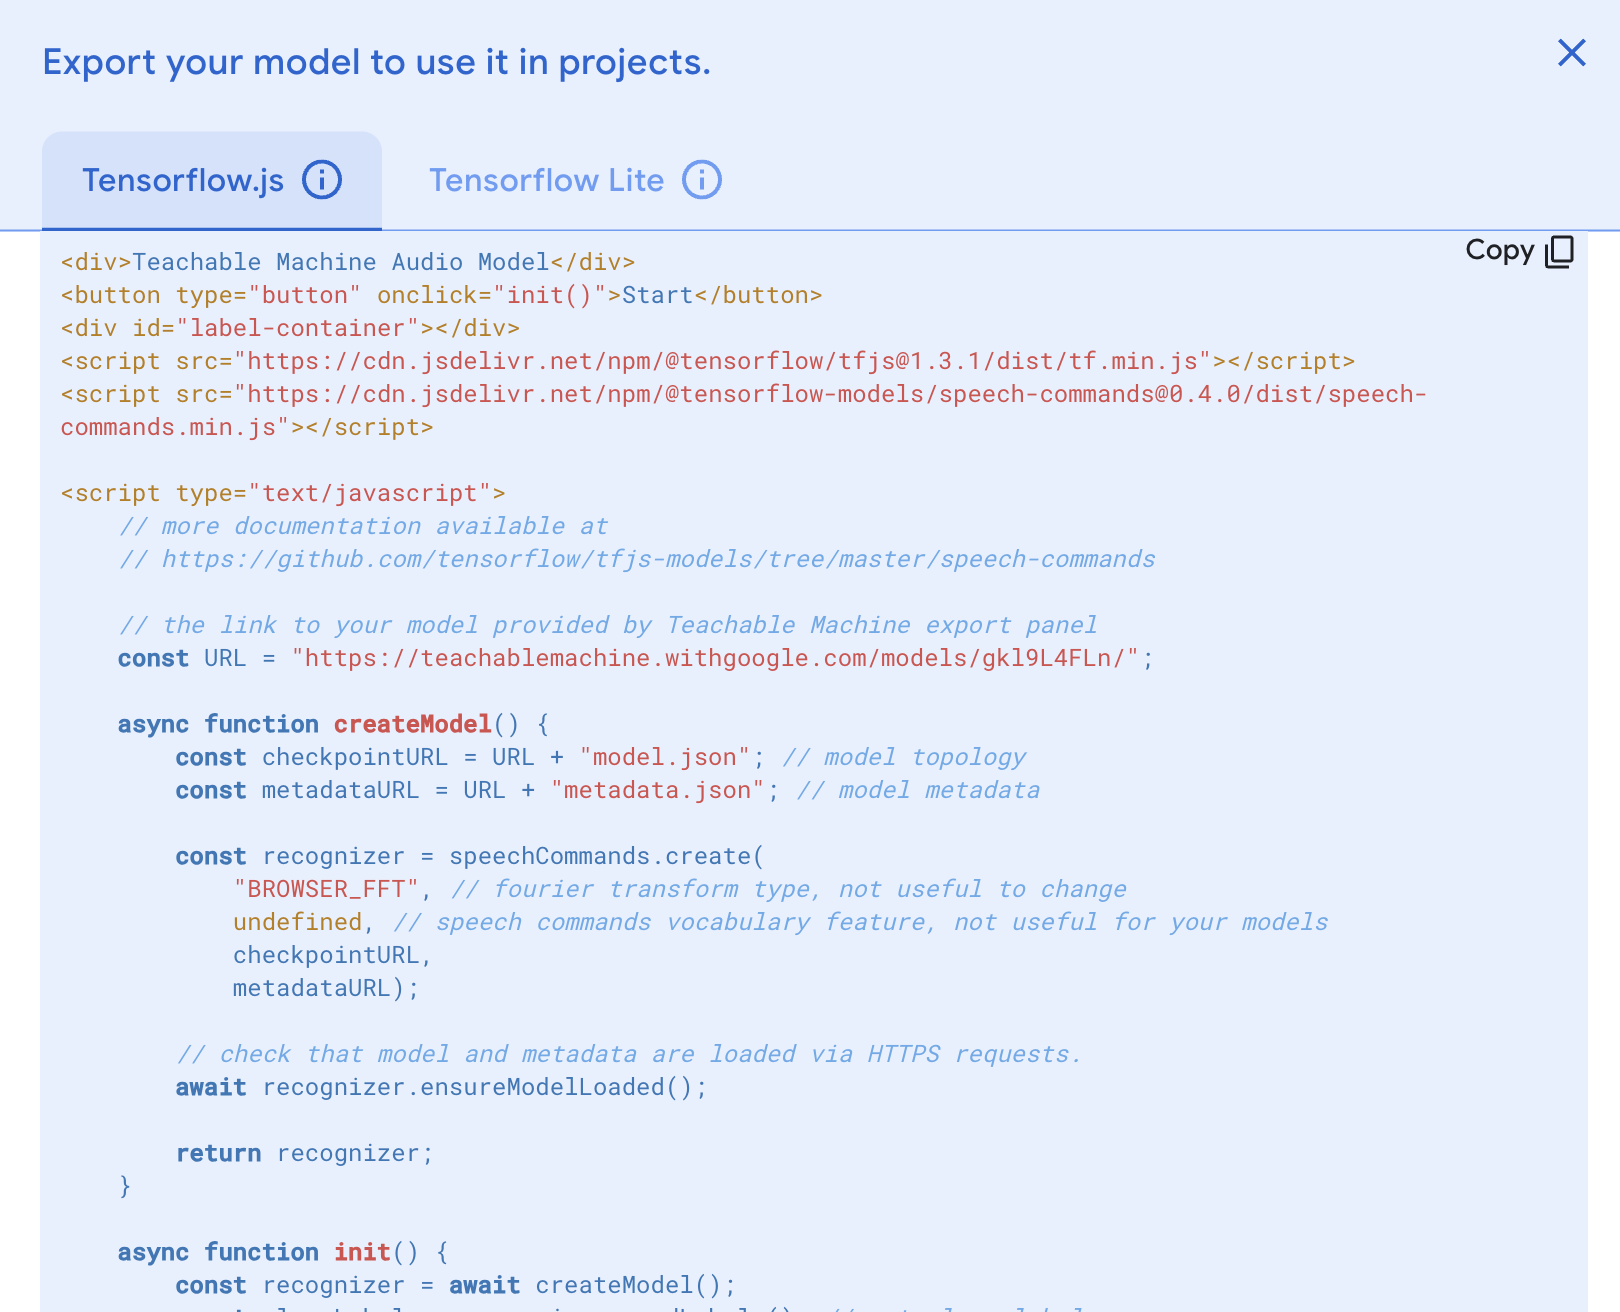 Export your model to use it in projects.
Tensorflow.js
Tensorflow Lite
Copy
<div>Teachable Machine Audio Model</div>
<button type="button" onclick="init()">Start</button>
<div id="label-container"></div>
<script src="https://cdn.jsdelivr.net/npm/@tensorflow/tfjs@1.3.1/dist/tf.min.js"></script>
<script src="https://cdn.jsdelivr.net/npm/@tensorflow-models/speech-commands@0.4.0/dist/speech-
commands.min.js"></script>
<script type="text/javascript">
// more documentation available at
// https://github.com/tensorflow/tfjs-models/tree/master/speech-commands
// the link to your model provided by Teachable Machine export panel
const URL = "https://teachablemachine.withgoogle.com/models/gkl9L4FLn/";
async function createModel() {
const checkpointURL = URL + "model.json"; // model topology
const metadataURL = URL + "metadata.json"; // model metadata
const recognizer = speechCommands.create(
"BROWSER_FFT", // fourier transform type, not useful to change
undefined, // speech commands vocabulary feature, not useful for your models
checkpointURL,
metadataURL);
// check that model and metadata are loaded via HTTPS requests.
await recognizer.ensureModelLoaded();
return recognizer;
}
async function init() {
const recognizer = await createModel();